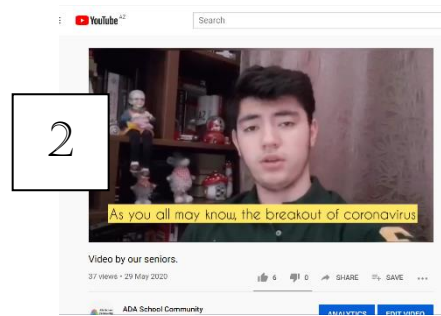 YouTube AZ
Search
2
As you all may know, the breakout of coronavirus
Video by our seniors.
37 views • 29 May 2020
6 0 SHARE SAVE
ADA School Community
ANALYTICS EDIT VIDEO